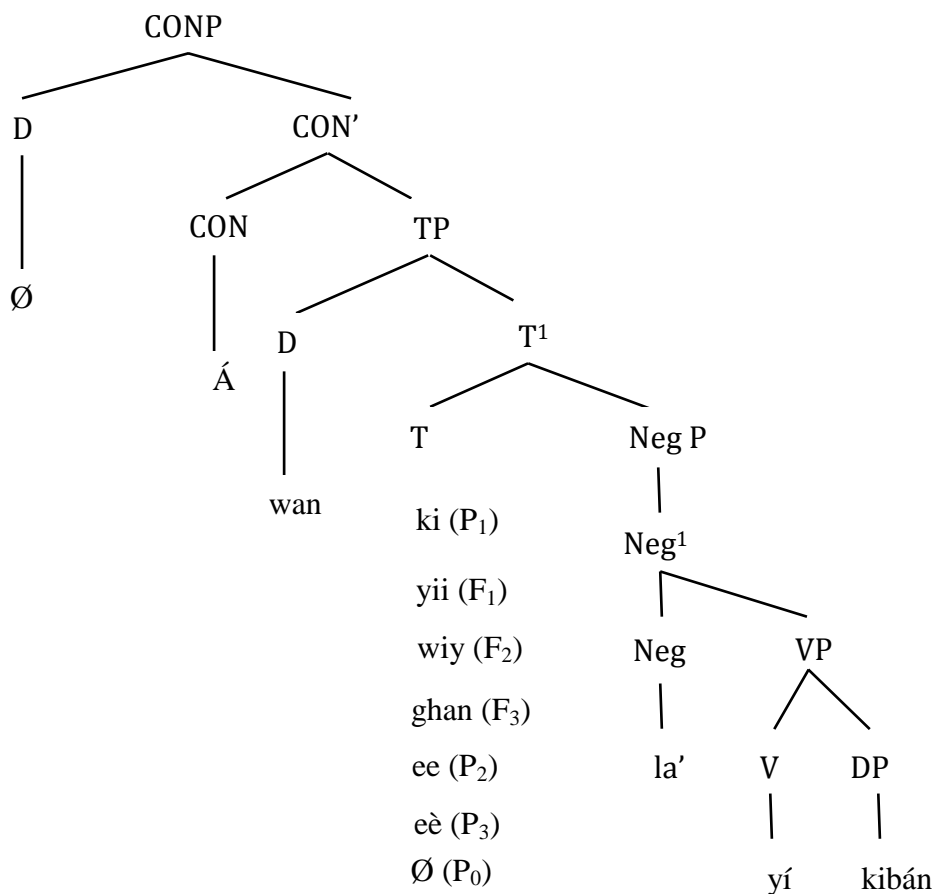 CONP
D CON’
CON TP
Ø
D T¹
Á
T Neg P
wan
ki (P₁)
Neg¹
yii (F₁)
wiy (F₂) Neg VP
ghan (F₃)
ee (P₂) la’ V DP
eè (P₃)
Ø (P₀) yí kibán